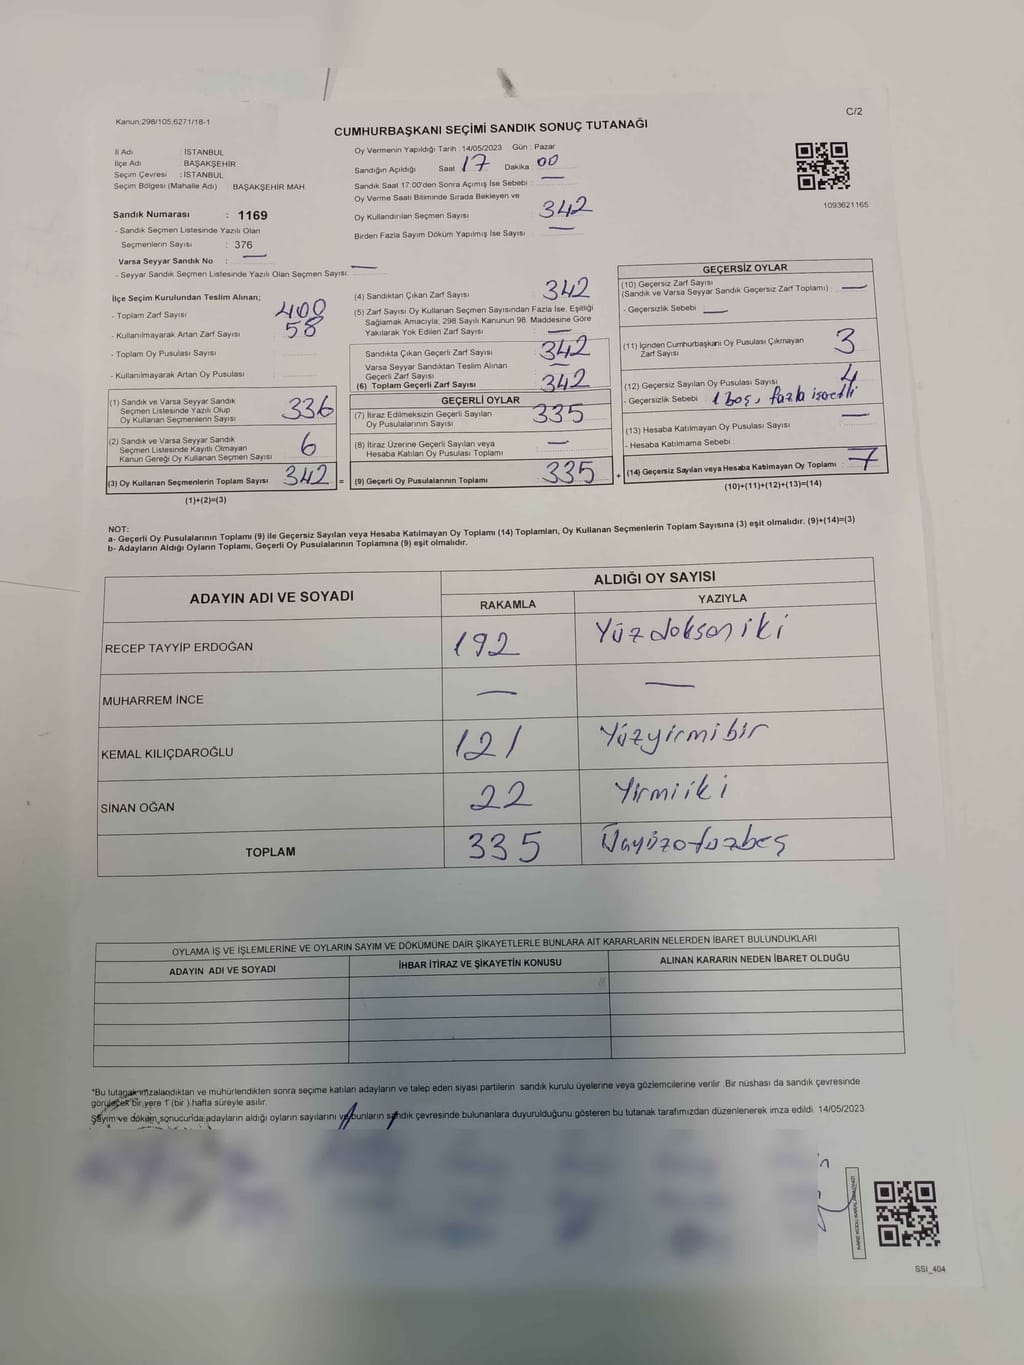 Kanun;298/105,6271/18-1
C/2
CUMHURBAŞKANI SEÇİMİ SANDIK SONUÇ TUTANAĞI
İl Adı : İSTANBUL
İlçe Adı : BAŞAKŞEHİR
Seçim Çevresi : İSTANBUL
Seçim Bölgesi (Mahalle Adı) BAŞAKŞEHİR MAH.
Sandık Numarası : 1169
- Sandık Seçmen Listesinde Yazılı Olan
Seçmenlerin Sayısı : 376
Varsa Seyyar Sandık No : —
- Seyyar Sandık Seçmen Listesinde Yazılı Olan Seçmen Sayısı: —
Oy Vermenin Yapıldığı Tarih : 14/05/2023 Gün : Pazar
Sandığın Açıldığı Saat 17 Dakika 00
Sandık Saat 17:00'den Sonra Açımış İse Sebebi : —
Oy Verme Saati Bitiminde Sırada Bekleyen ve
Oy Kullandırılan Seçmen Sayısı 342
Birden Fazla Sayım Döküm Yapılmış İse Sayısı —
1093621165
İlçe Seçim Kurulundan Teslim Alınan;
- Toplam Zarf Sayısı 400
- Kullanılmayarak Artan Zarf Sayısı 58
- Toplam Oy Pusulası Sayısı
- Kullanılmayarak Artan Oy Pusulası
(1) Sandık ve Varsa Seyyar Sandık
Seçmen Listesinde Yazılı Olup
Oy Kullanan Seçmenlerin Sayısı 336
(2) Sandık ve Varsa Seyyar Sandık
Seçmen Listesinde Kayıtlı Olmayan
Kanun Gereği Oy Kullanan Seçmen Sayısı 6
(3) Oy Kullanan Seçmenlerin Toplam Sayısı 342 =
(1)+(2)=(3)
(4) Sandıktan Çıkan Zarf Sayısı 342
(5) Zarf Sayısı Oy Kullanan Seçmen Sayısından Fazla İse, Eşitliği
Sağlamak Amacıyla, 298 Sayılı Kanunun 98. Maddesine Göre
Yakılarak Yok Edilen Zarf Sayısı —
Sandıkta Çıkan Geçerli Zarf Sayısı 342
Varsa Seyyar Sandıktan Teslim Alınan
Geçerli Zarf Sayısı —
(6) Toplam Geçerli Zarf Sayısı 342
GEÇERLİ OYLAR
(7) İtiraz Edilmeksizin Geçerli Sayılan
Oy Pusulasının Sayısı 335
(8) İtiraz Üzerine Geçerli Sayılan veya
Hesaba Katılan Oy Pusulası Toplamı —
(9) Geçerli Oy Pusulalarının Toplamı 335 +
GEÇERSİZ OYLAR
(10) Geçersiz Zarf Sayısı
(Sandık ve Varsa Seyyar Sandık Geçersiz Zarf Toplamı) : —
- Geçersizlik Sebebi : —
(11) İçinden Cumhurbaşkanı Oy Pusulası Çıkmayan
Zarf Sayısı 3
(12) Geçersiz Sayılan Oy Pusulası Sayısı 4
- Geçersizlik Sebebi : 1 boş, fazla işaretli
(13) Hesaba Katılmayan Oy Pusulası Sayısı —
- Hesaba Katılmama Sebebi :
(14) Geçersiz Sayılan veya Hesaba Katılmayan Oy Toplamı : 7
(10)+(11)+(12)+(13)=(14)
NOT:
a- Geçerli Oy Pusulalarının Toplamı (9) ile Geçersiz Sayılan veya Hesaba Katılmayan Oy Toplamı (14) Toplamları, Oy Kullanan Seçmenlerin Toplam Sayısına (3) eşit olmalıdır. (9)+(14)=(3)
b- Adayların Aldığı Oyların Toplamı, Geçerli Oy Pusulalarının Toplamına (9) eşit olmalıdır.
ADAYIN ADI VE SOYADI
ALDIĞI OY SAYISI
RAKAMLA YAZIYLA
RECEP TAYYİP ERDOĞAN 192 Yüzdoksaniki
MUHARREM İNCE — —
KEMAL KILIÇDAROĞLU 121 Yüzyirmibir
SİNAN OĞAN 22 Yirmiiki
TOPLAM 335 Üçyüzotuzbeş
OYLAMA İŞ VE İŞLEMLERİNE VE OYLARIN SAYIM VE DÖKÜMÜNE DAİR ŞİKAYETLERLE BUNLARA AİT KARARLARIN NELERDEN İBARET BULUNDUKLARI
ADAYIN ADI VE SOYADI İHBAR İTİRAZ VE ŞİKAYETİN KONUSU ALINAN KARARIN NEDEN İBARET OLDUĞU
*Bu tutanak imzalandıktan ve mühürlendikten sonra seçime katılan adayların ve talep eden siyasi partilerin sandık kurulu üyelerine veya gözlemcilerine verilir. Bir nüshası da sandık çevresinde
görülecek bir yere 1 (bir ) hafta süreyle asılır.
Sayım ve döküm sonucunda adayların aldığı oyların sayılarını ve bunların sandık çevresinde bulunanlara duyurulduğunu gösteren bu tutanak tarafımızdan düzenlenerek imza edildi. 14/05/2023
SSI_404